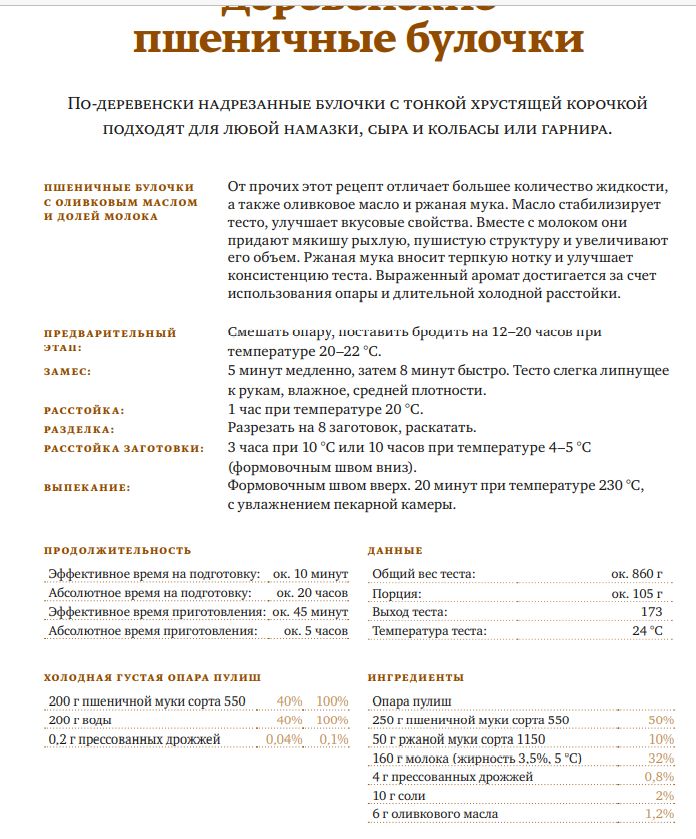 деревенские
пшеничные булочки
По-деревенски надрезанные булочки с тонкой хрустящей корочкой
подходят для любой намазки, сыра и колбасы или гарнира.
пшеничные булочки
с оливковым маслом
и долей молока
От прочих этот рецепт отличает большее количество жидкости,
а также оливковое масло и ржаная мука. Масло стабилизирует
тесто, улучшает вкусовые свойства. Вместе с молоком они
придают мякишу рыхлую, пушистую структуру и увеличивают
его объем. Ржаная мука вносит терпкую нотку и улучшает
консистенцию теста. Выраженный аромат достигается за счет
использования опары и длительной холодной расстойки.
предварительный
этап:
Смешать опару, поставить бродить на 12–20 часов при
температуре 20–22 °C.
замес:
5 минут медленно, затем 8 минут быстро. Тесто слегка липнущее
к рукам, влажное, средней плотности.
расстойка:
1 час при температуре 20 °C.
разделка:
Разрезать на 8 заготовок, раскатать.
расстойка заготовки:
3 часа при 10 °C или 10 часов при температуре 4–5 °C
(формовочным швом вниз).
выпекание:
Формовочным швом вверх. 20 минут при температуре 230 °C,
с увлажнением пекарной камеры.
продолжительность
Эффективное время на подготовку: ок. 10 минут
Абсолютное время на подготовку: ок. 20 часов
Эффективное время приготовления: ок. 45 минут
Абсолютное время приготовления: ок. 5 часов
данные
Общий вес теста: ок. 860 г
Порция: ок. 105 г
Выход теста: 173
Температура теста: 24 °C
холодная густая опара пулиш
200 г пшеничной муки сорта 550 40% 100%
200 г воды 40% 100%
0,2 г прессованных дрожжей 0,04% 0,1%
ингредиенты
Опара пулиш
250 г пшеничной муки сорта 550 50%
50 г ржаной муки сорта 1150 10%
160 г молока (жирность 3,5%, 5 °C) 32%
4 г прессованных дрожжей 0,8%
10 г соли 2%
6 г оливкового масла 1,2%